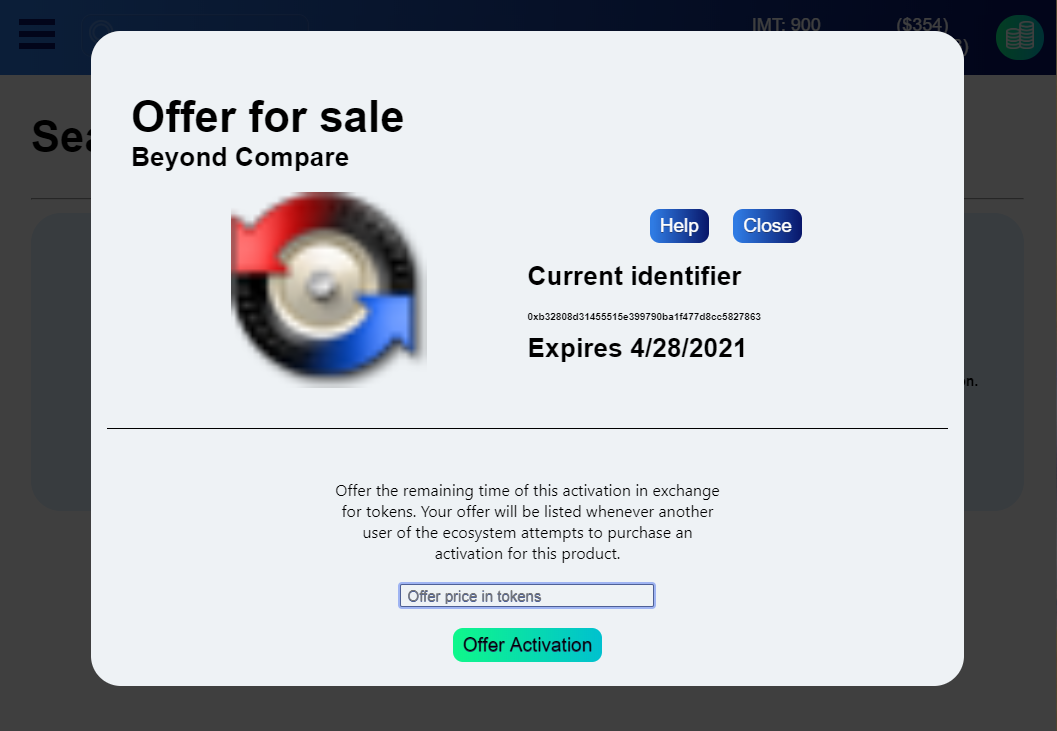 IMT: 900 ($354)
Offer for sale
Beyond Compare
Help Close
Current identifier
0xb32808d31455515e399790ba1f477d8cc5827863
Expires 4/28/2021
Offer the remaining time of this activation in exchange
for tokens. Your offer will be listed whenever another
user of the ecosystem attempts to purchase an
activation for this product.
Offer price in tokens
Offer Activation